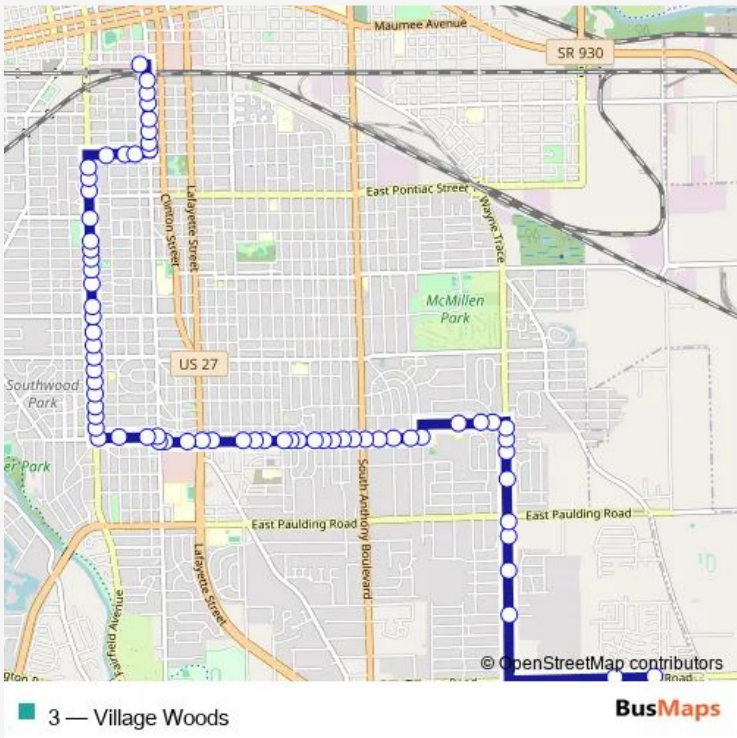 Maumee Avenue
SR 930
East Pontiac Street
Wayne Trace
Clinton Street
Lafayette Street
McMillen
Park
US 27
Southwood
Park
er Park
South Anthony Boulevard
East Paulding Road
East Paulding Road
Lafayette Street
Fairfield Avenue
© OpenStreetMap contributors
Road
3 — Village Woods
BusMaps